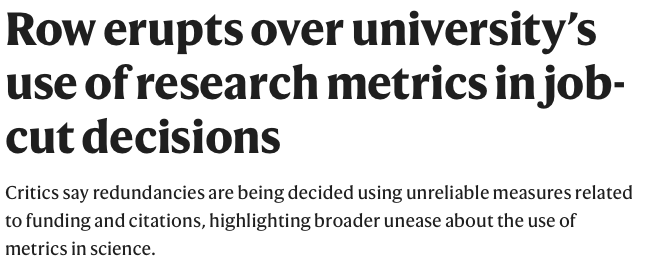 Row erupts over university’s
use of research metrics in job-
cut decisions
Critics say redundancies are being decided using unreliable measures related
to funding and citations, highlighting broader unease about the use of
metrics in science.